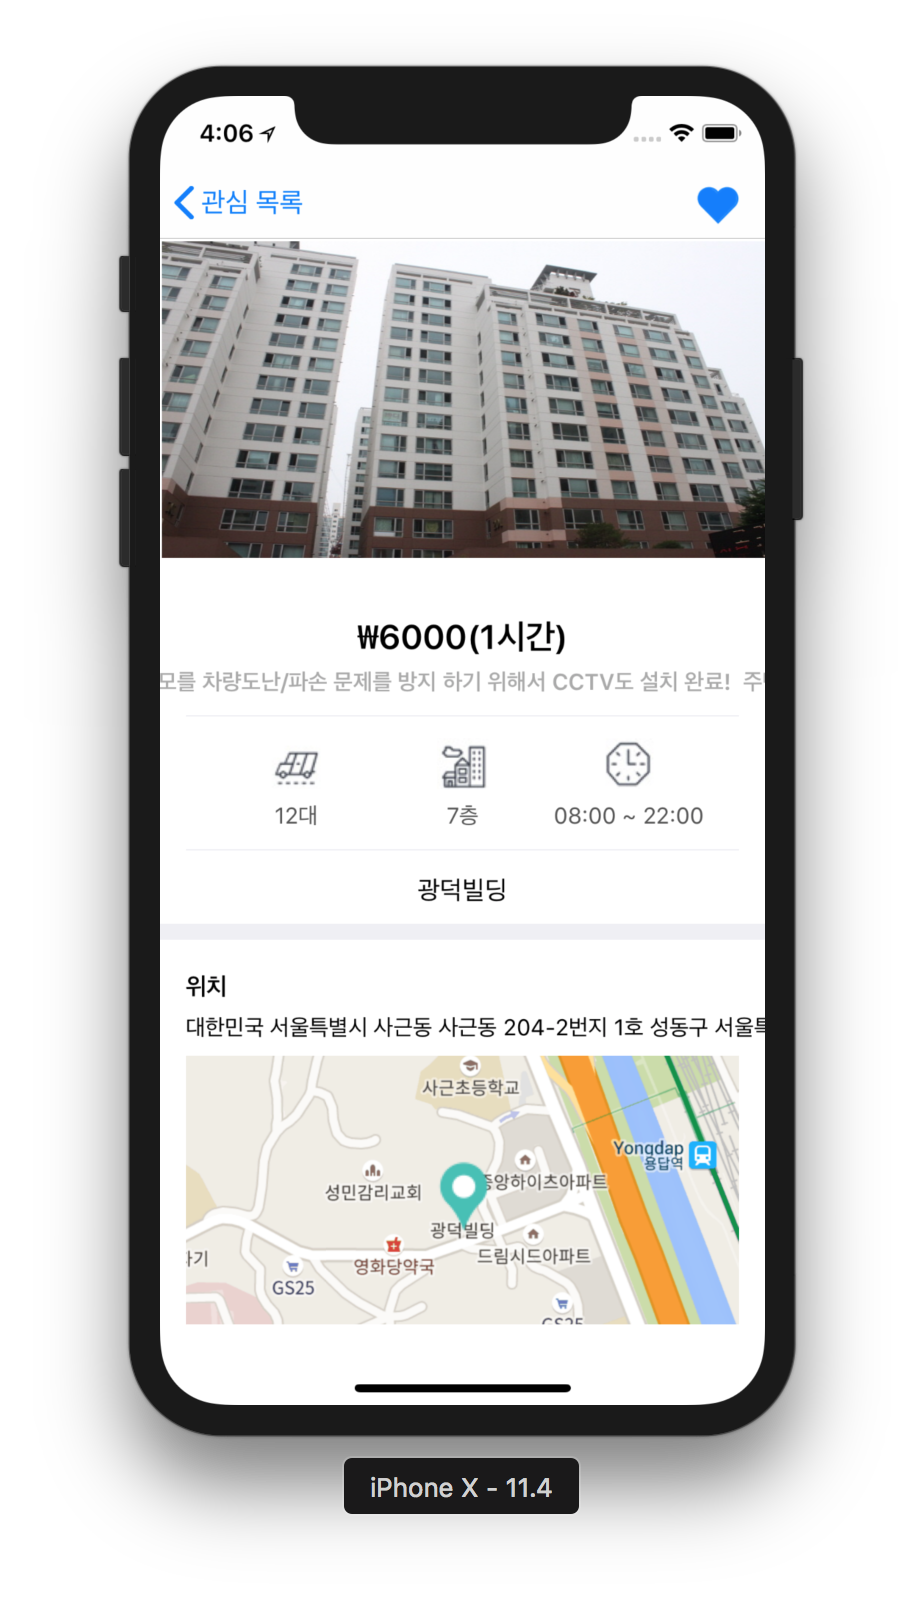 4:06
관심 목록
₩6000(1시간)
모를 차량도난/파손 문제를 방지 하기 위해서 CCTV도 설치 완료! 주
12대
7층
08:00 ~ 22:00
광덕빌딩
위치
대한민국 서울특별시 사근동 사근동 204-2번지 1호 성동구 서울특
사근초등학교
Yongdap
용답역
중앙하이츠아파트
성민감리교회
광덕빌딩
드림시드아파트
영화당약국
GS25
GS25
iPhone X - 11.4